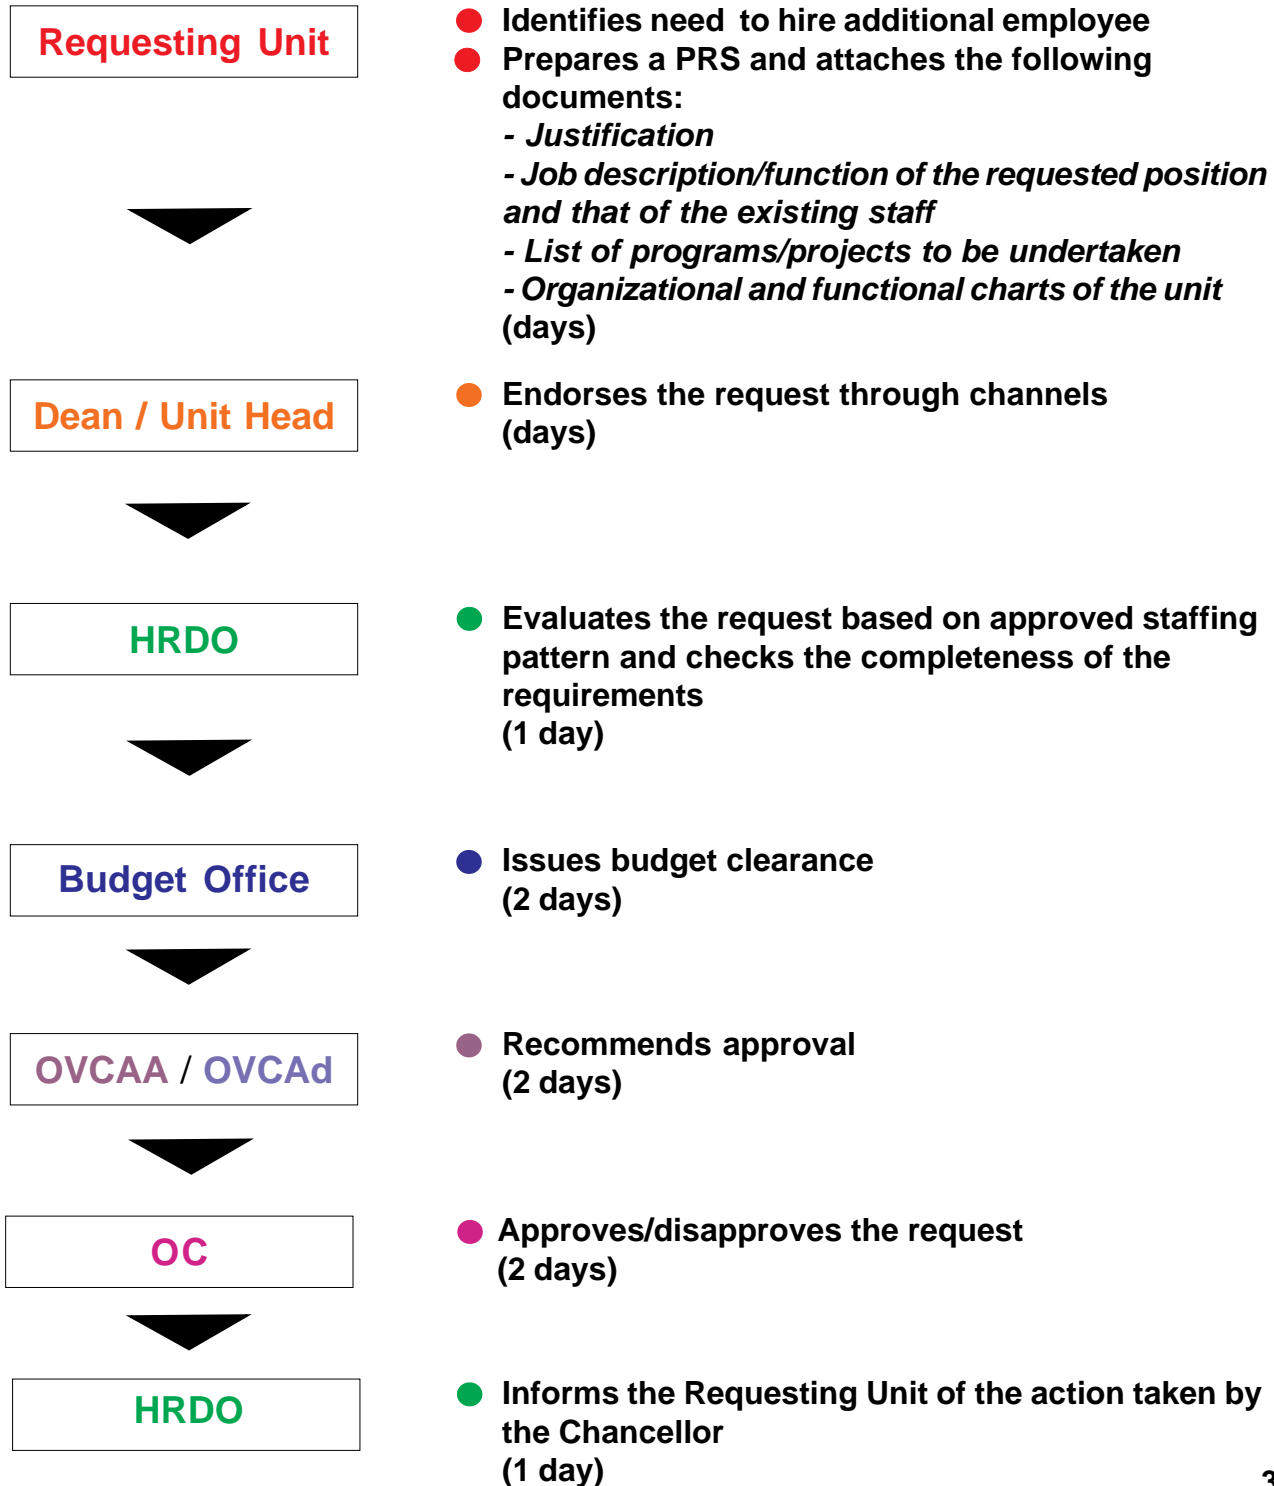 Requesting Unit
Identifies need to hire additional employee
Prepares a PRS and attaches the following
documents:
- Justification
- Job description/function of the requested position
and that of the existing staff
- List of programs/projects to be undertaken
- Organizational and functional charts of the unit
(days)
Dean / Unit Head
Endorses the request through channels
(days)
HRDO
Evaluates the request based on approved staffing
pattern and checks the completeness of the
requirements
(1 day)
Budget Office
Issues budget clearance
(2 days)
OVCAA / OVCAd
Recommends approval
(2 days)
OC
Approves/disapproves the request
(2 days)
HRDO
Informs the Requesting Unit of the action taken by
the Chancellor
(1 day)